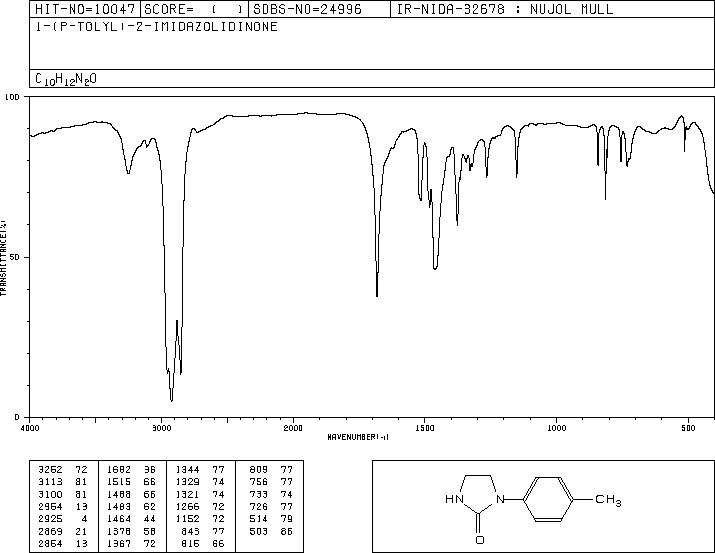 HIT-NO=10047 SCORE= ( ) SDBS-NO=24996 IR-NIDA-32678 : NUJOL MULL
1-(P-TOLYL)-2-IMIDAZOLIDINONE
C10H12N2O
100
50
0
TRANSMITTANCE(%)
4000 3000 2000 1500 1000 500
WAVENUMBER(-1)
3262 72 1682 36 1344 77 809 77
3113 81 1515 66 1329 74 756 77
3100 81 1488 66 1321 74 733 74
2954 13 1483 62 1266 72 726 77
2925 4 1464 44 1152 72 514 79
2869 21 1378 58 843 77 503 86
2854 13 1367 72 816 66
HN N CH3
O